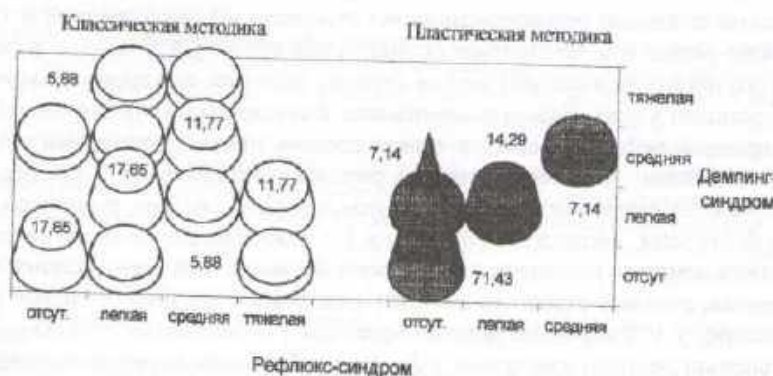 Классическая методика
Пластическая методика
5,88
11,77
17,65
11,77
17,65
5,88
отсут.
легкая
средняя
тяжелая
7,14
14,29
7,14
71,43
отсут.
легкая
средняя
тяжелая
средняя
легкая
отсут
Демпинг-
синдром
Рефлюкс-синдром